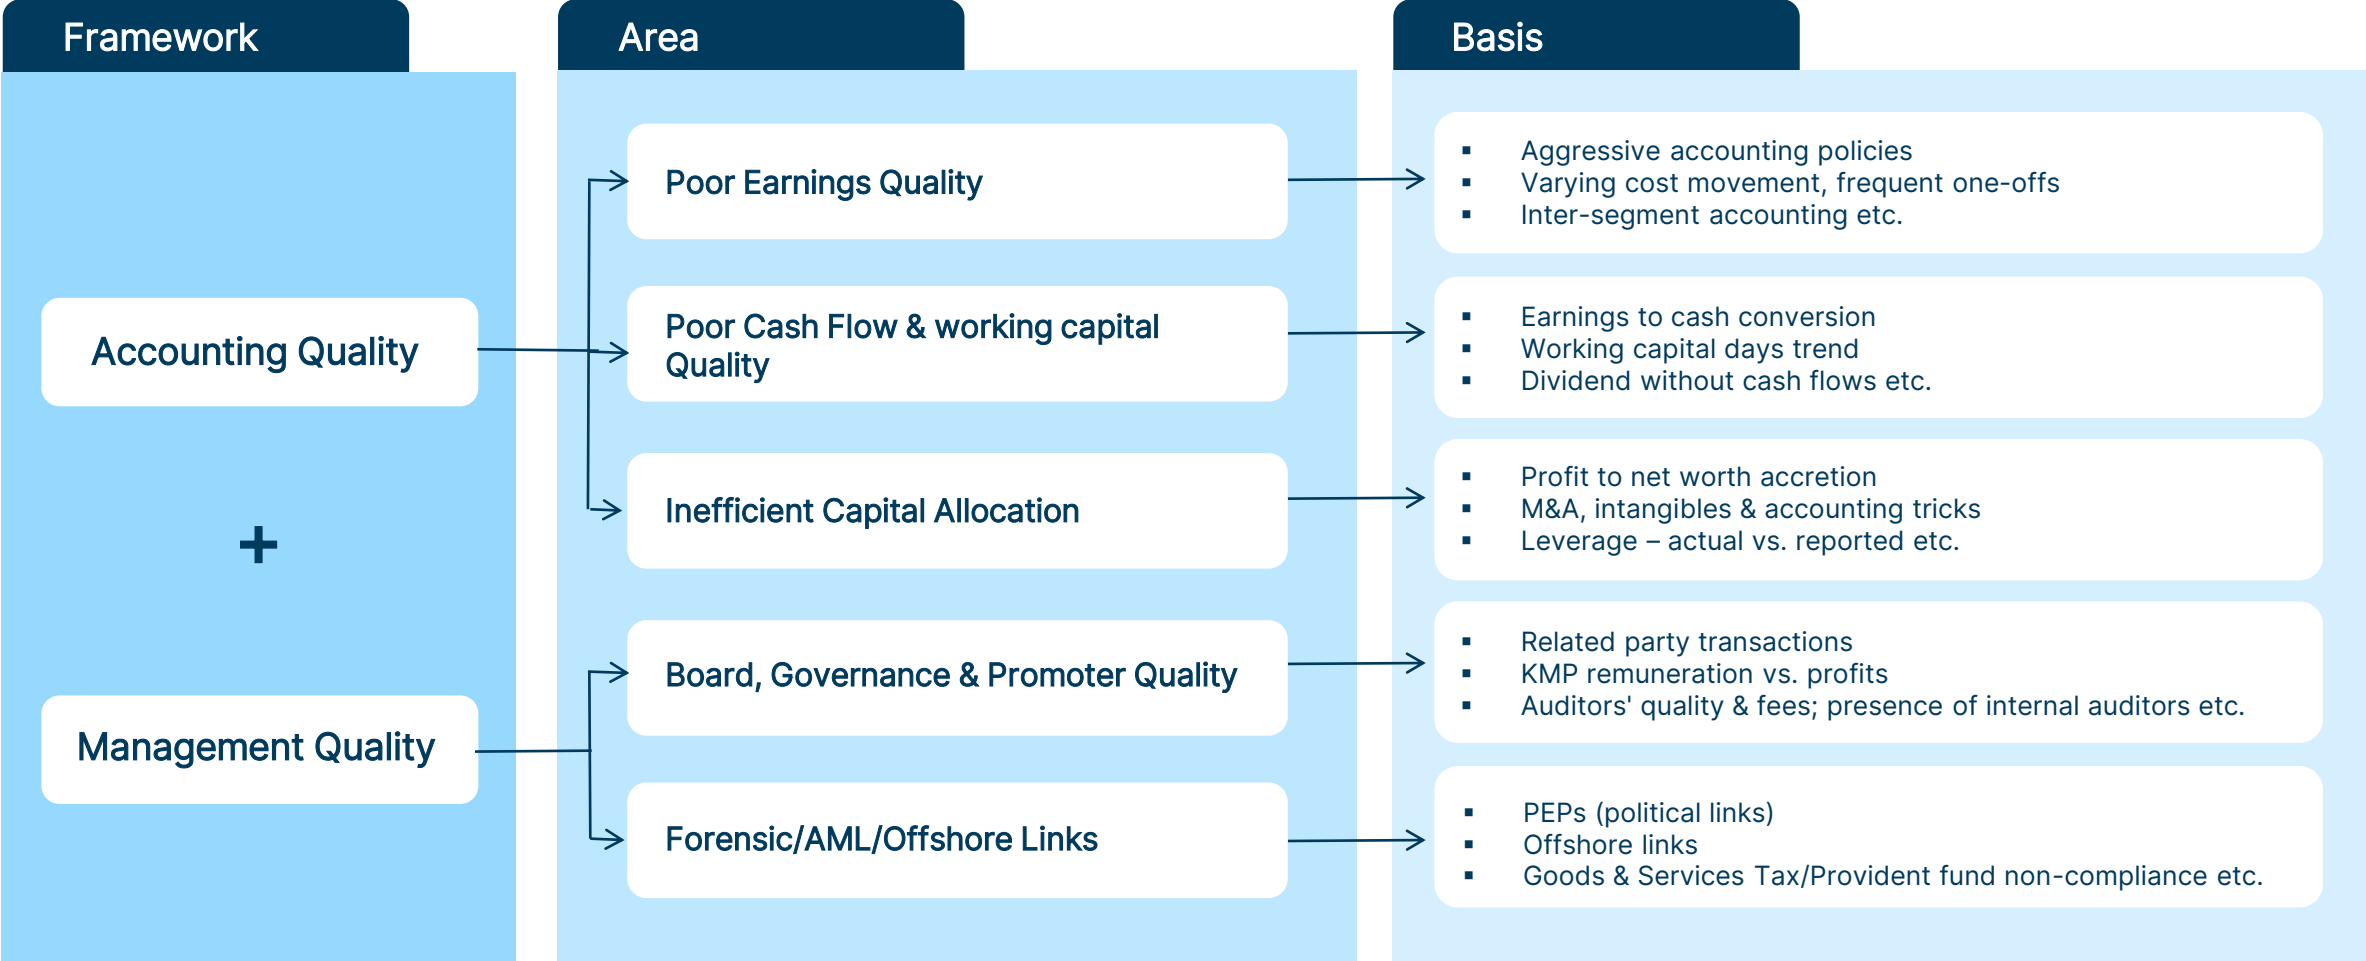 Framework
Area
Basis
Accounting Quality
+
Management Quality
Poor Earnings Quality
Poor Cash Flow & working capital
Quality
Inefficient Capital Allocation
Board, Governance & Promoter Quality
Forensic/AML/Offshore Links
▪ Aggressive accounting policies
▪ Varying cost movement, frequent one-offs
▪ Inter-segment accounting etc.
▪ Earnings to cash conversion
▪ Working capital days trend
▪ Dividend without cash flows etc.
▪ Profit to net worth accretion
▪ M&A, intangibles & accounting tricks
▪ Leverage – actual vs. reported etc.
▪ Related party transactions
▪ KMP remuneration vs. profits
▪ Auditors' quality & fees; presence of internal auditors etc.
▪ PEPs (political links)
▪ Offshore links
▪ Goods & Services Tax/Provident fund non-compliance etc.